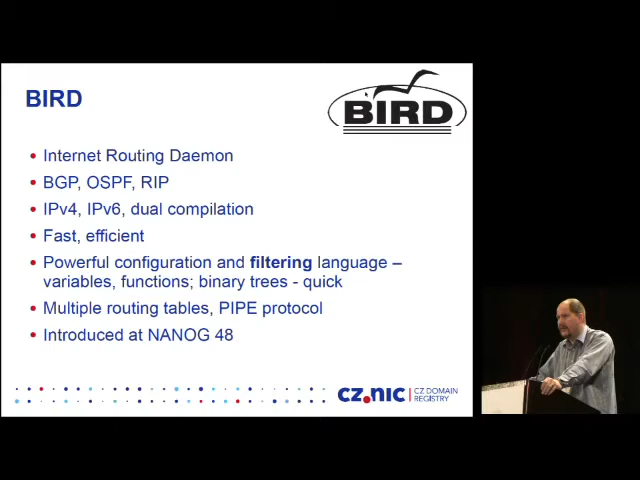 BIRD
BIRD
• Internet Routing Daemon
• BGP, OSPF, RIP
• IPv4, IPv6, dual compilation
• Fast, efficient
• Powerful configuration and filtering language –
variables, functions; binary trees - quick
• Multiple routing tables, PIPE protocol
• Introduced at NANOG 48
CZ.NIC | CZ DOMAIN
REGISTRY